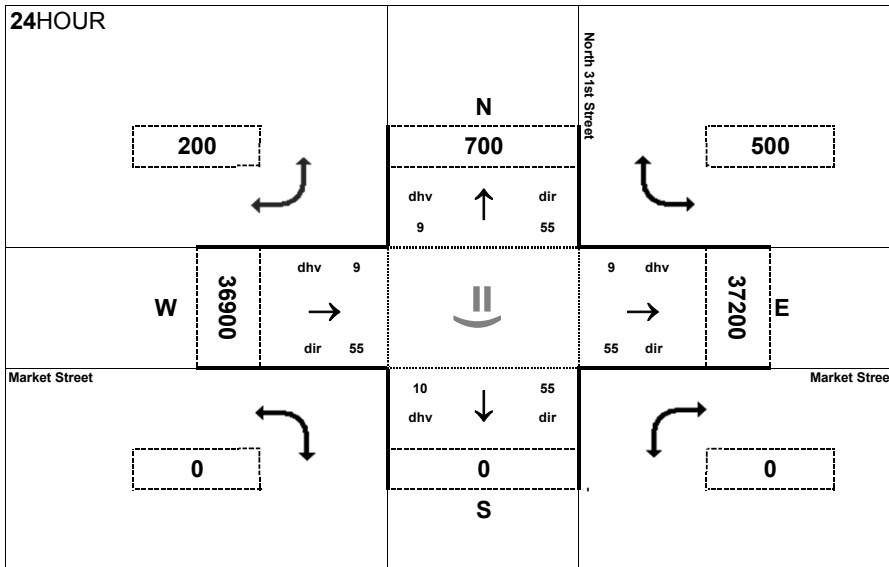 24HOUR
North 31st Street
N
200
700
500
dhv
dir
9
55
dhv 9
9 dhv
W
36900
37200
E
dir 55
55 dir
Market Street
Market Stree
10
55
dhv
dir
0
0
0
S